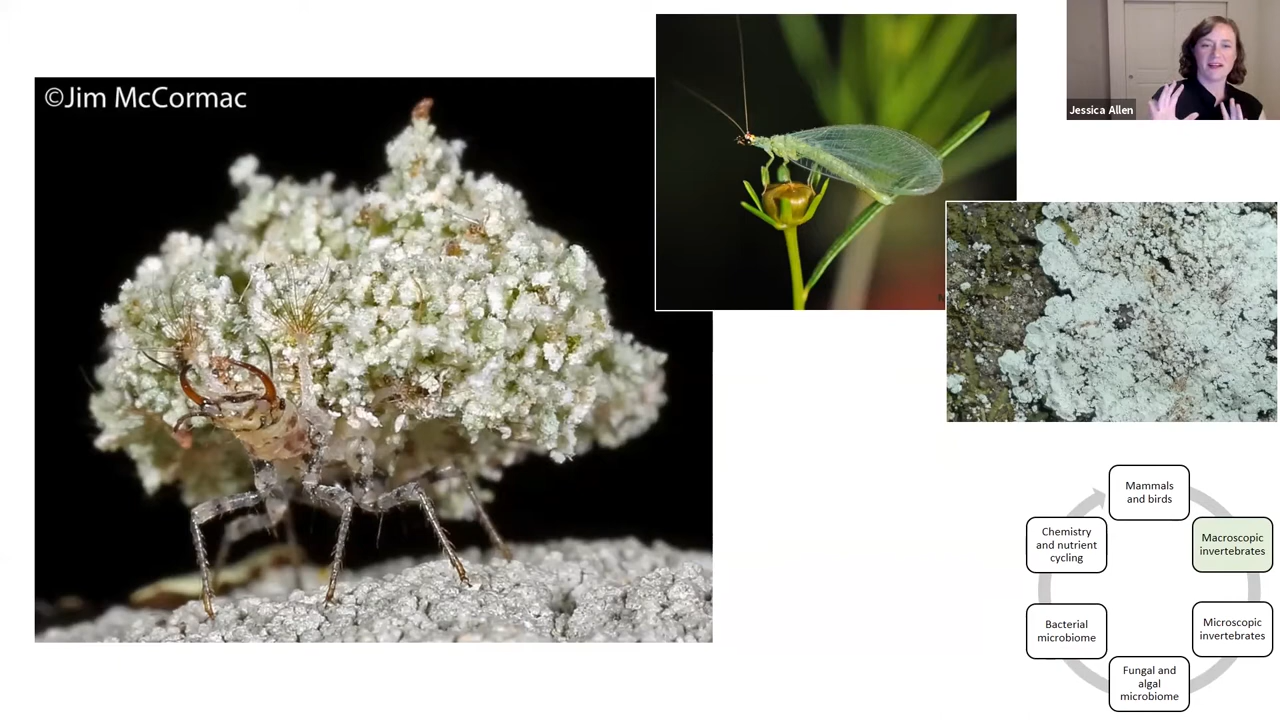 ©Jim McCormac
Jessica Allen
Mammals
and birds
Macroscopic
invertebrates
Microscopic
invertebrates
Fungal and
algal
microbiome
Bacterial
microbiome
Chemistry
and nutrient
cycling